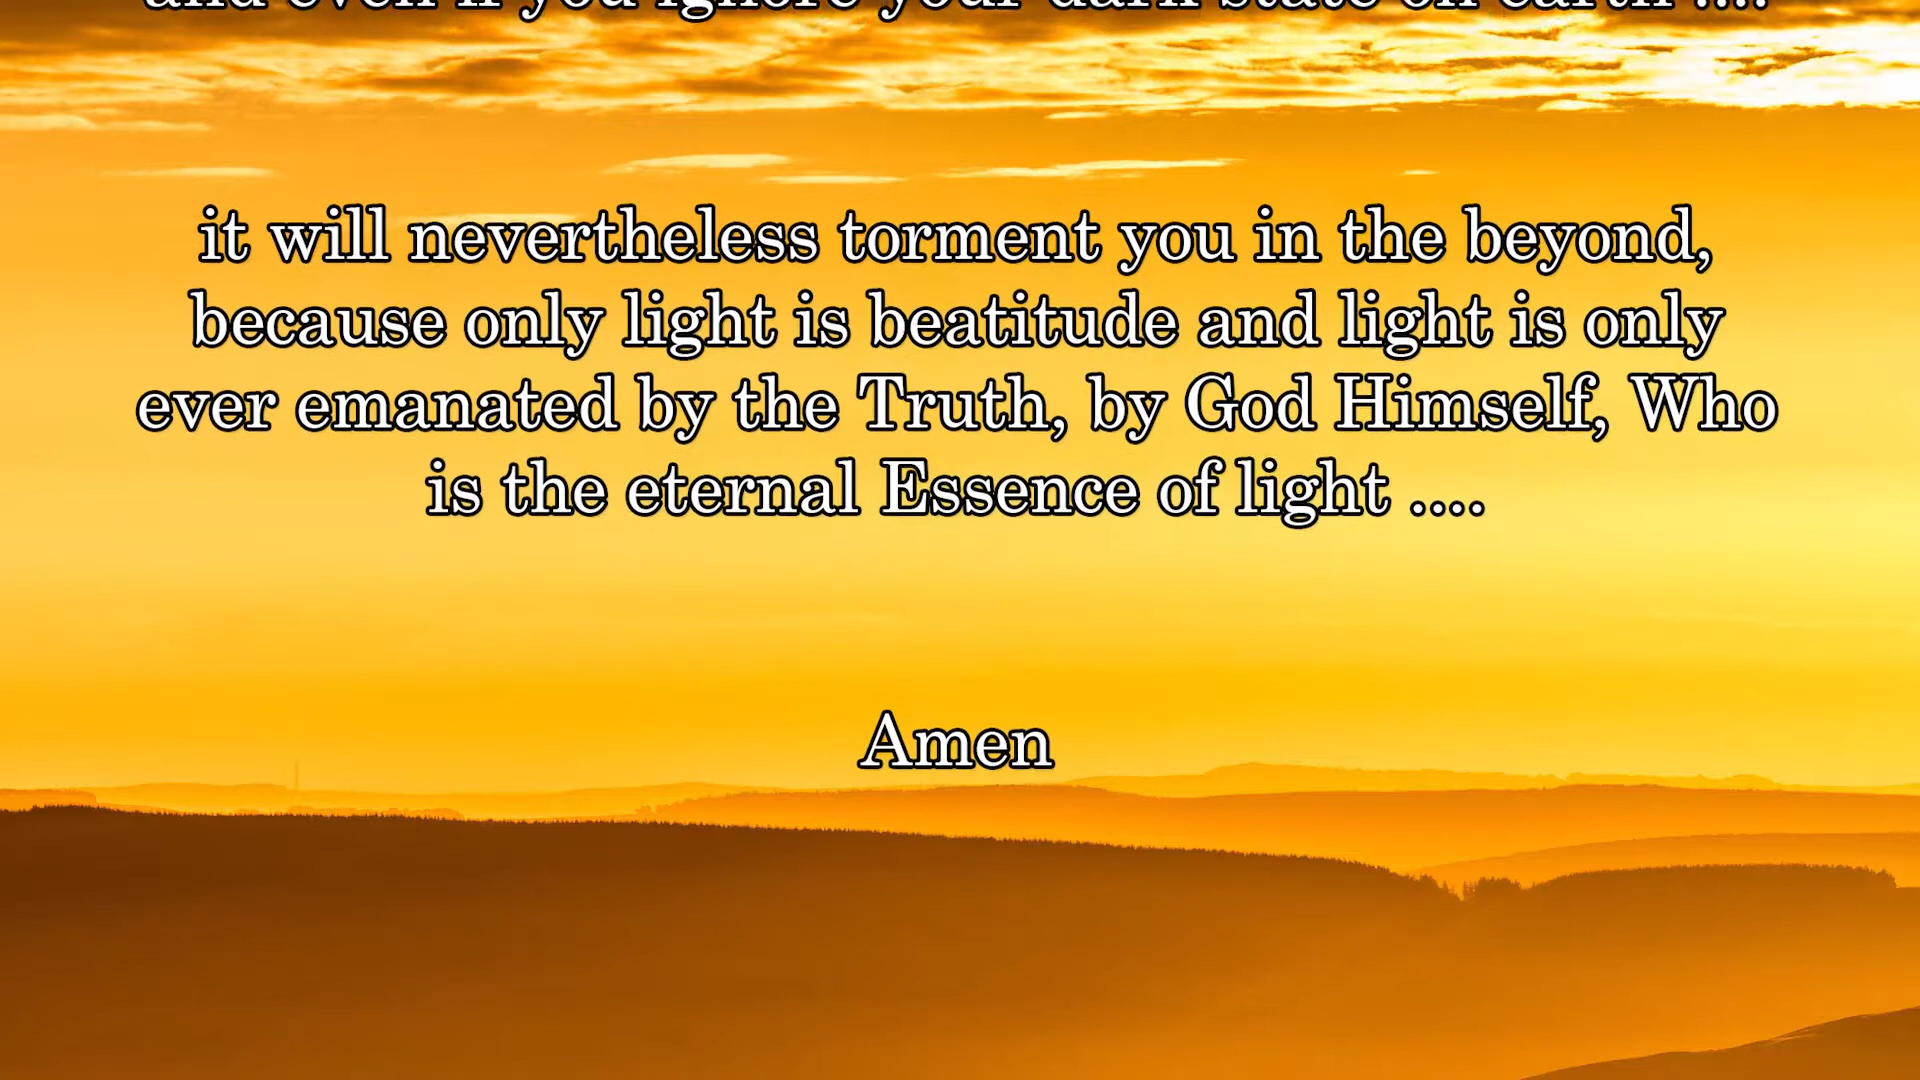 and even if you ignore your dark state on earth ....
it will nevertheless torment you in the beyond,
because only light is beatitude and light is only
ever emanated by the Truth, by God Himself, Who
is the eternal Essence of light ....
Amen